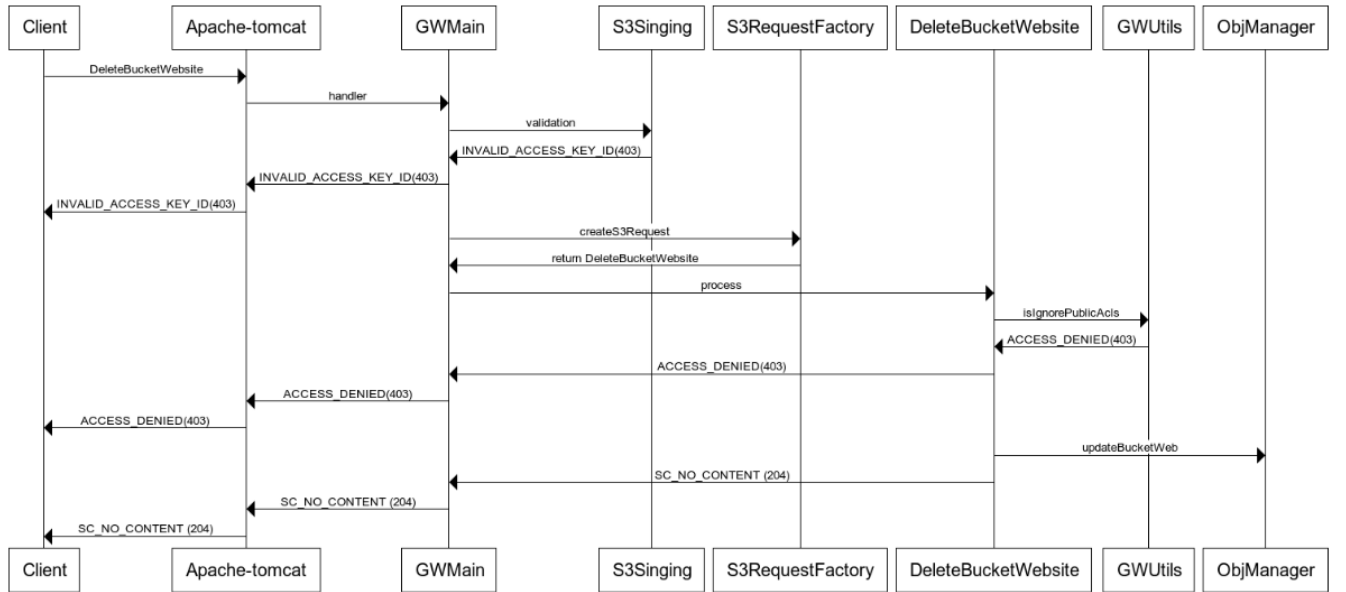 Client Apache-tomcat GWMain S3Singing S3RequestFactory DeleteBucketWebsite GWUtils ObjManager
DeleteBucketWebsite
handler
validation
INVALID_ACCESS_KEY_ID(403)
INVALID_ACCESS_KEY_ID(403)
INVALID_ACCESS_KEY_ID(403)
createS3Request
return DeleteBucketWebsite
process
isIgnorePublicAcls
ACCESS_DENIED(403)
ACCESS_DENIED(403)
ACCESS_DENIED(403)
ACCESS_DENIED(403)
updateBucketWeb
SC_NO_CONTENT (204)
SC_NO_CONTENT (204)
SC_NO_CONTENT (204)
Client Apache-tomcat GWMain S3Singing S3RequestFactory DeleteBucketWebsite GWUtils ObjManager